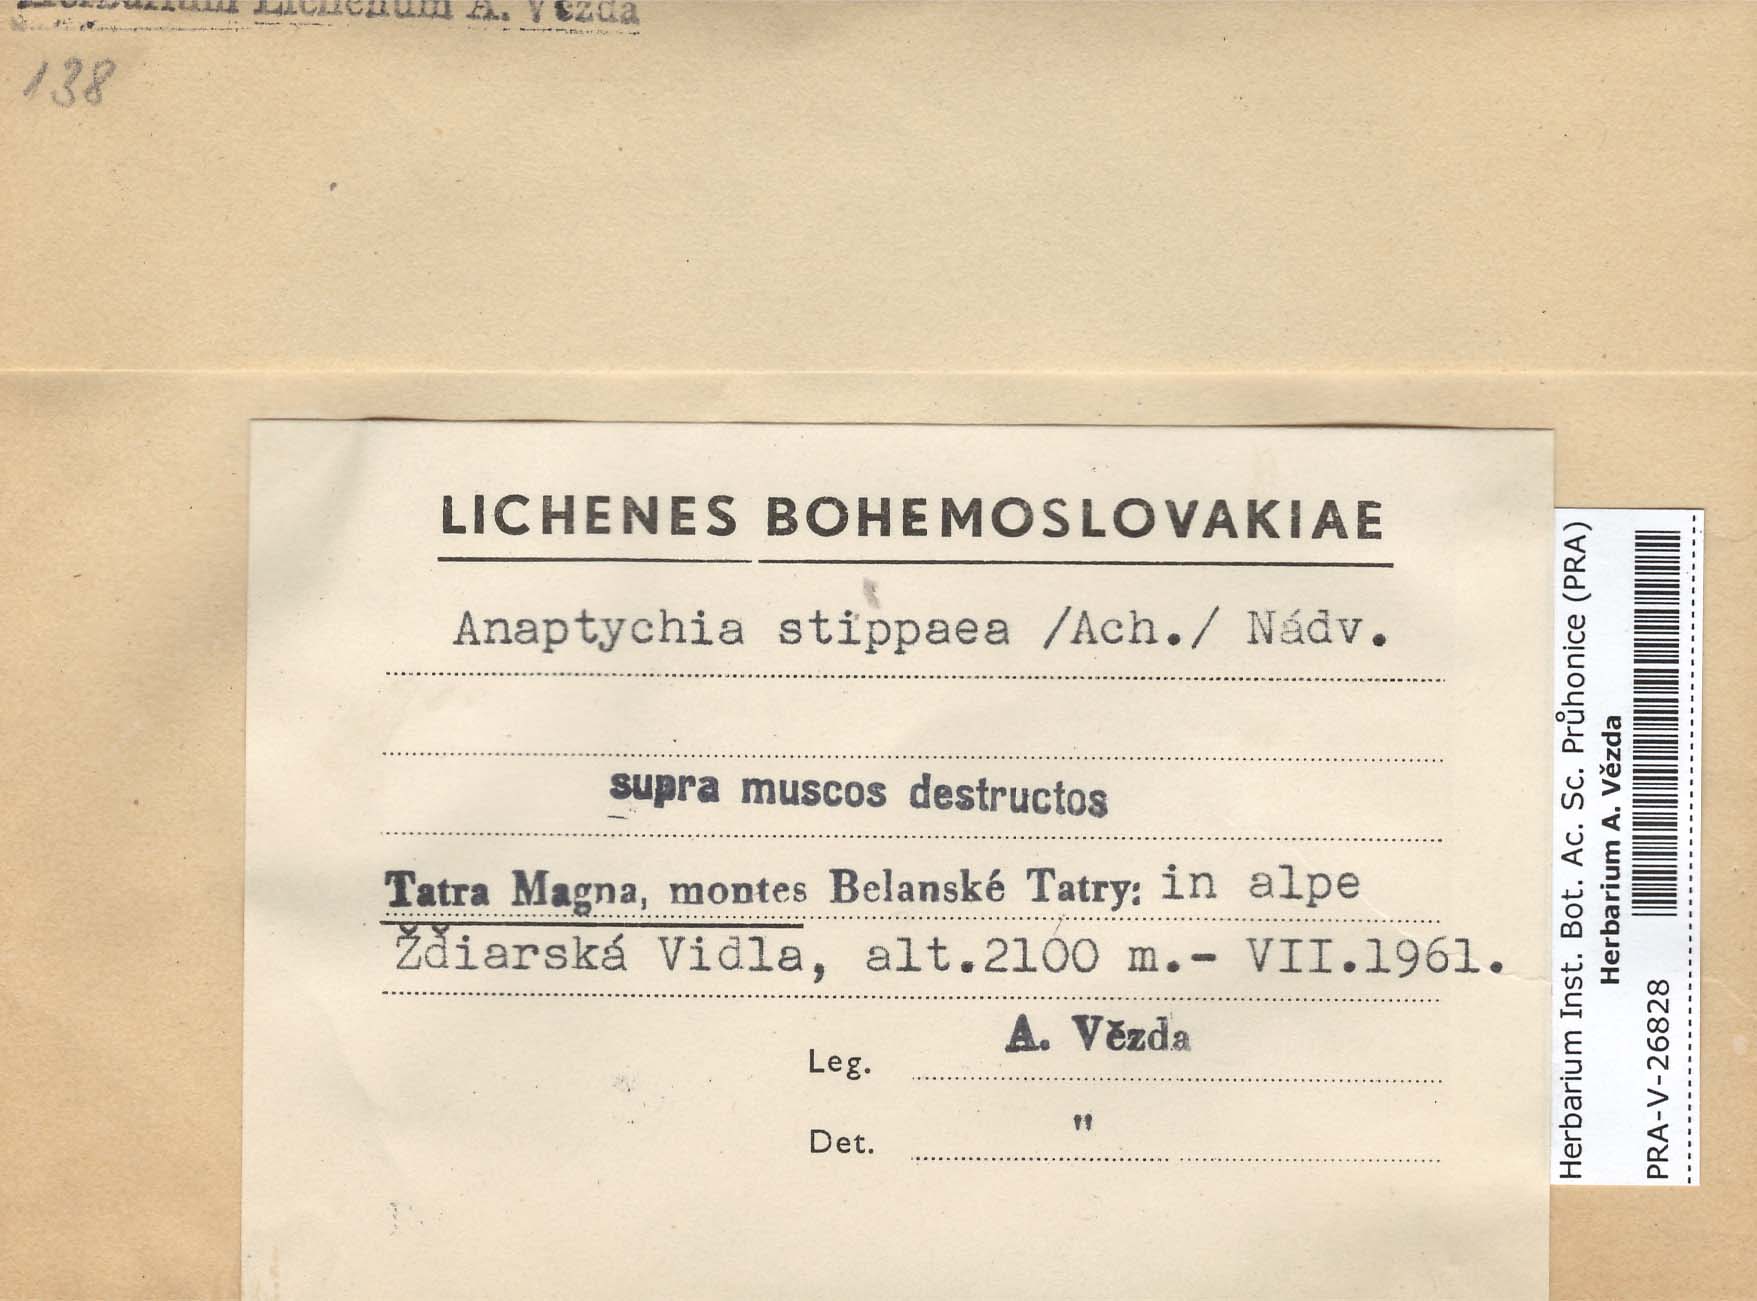 Herbarium Lichenum A. Vězda
138
LICHENES BOHEMOSLOVAKIAE
Anaptychia stippaea /Ach./ Nádv.
supra muscos destructos
Tatra Magna, montes Belanské Tatry: in alpe
Ždiarská Vidla, alt.2100 m.- VII.1961.
Leg. A. Vězda
Det. "
Herbarium Inst. Bot. Ac. Sc. Průhonice (PRA)
Herbarium A. Vězda
PRA-V-26828